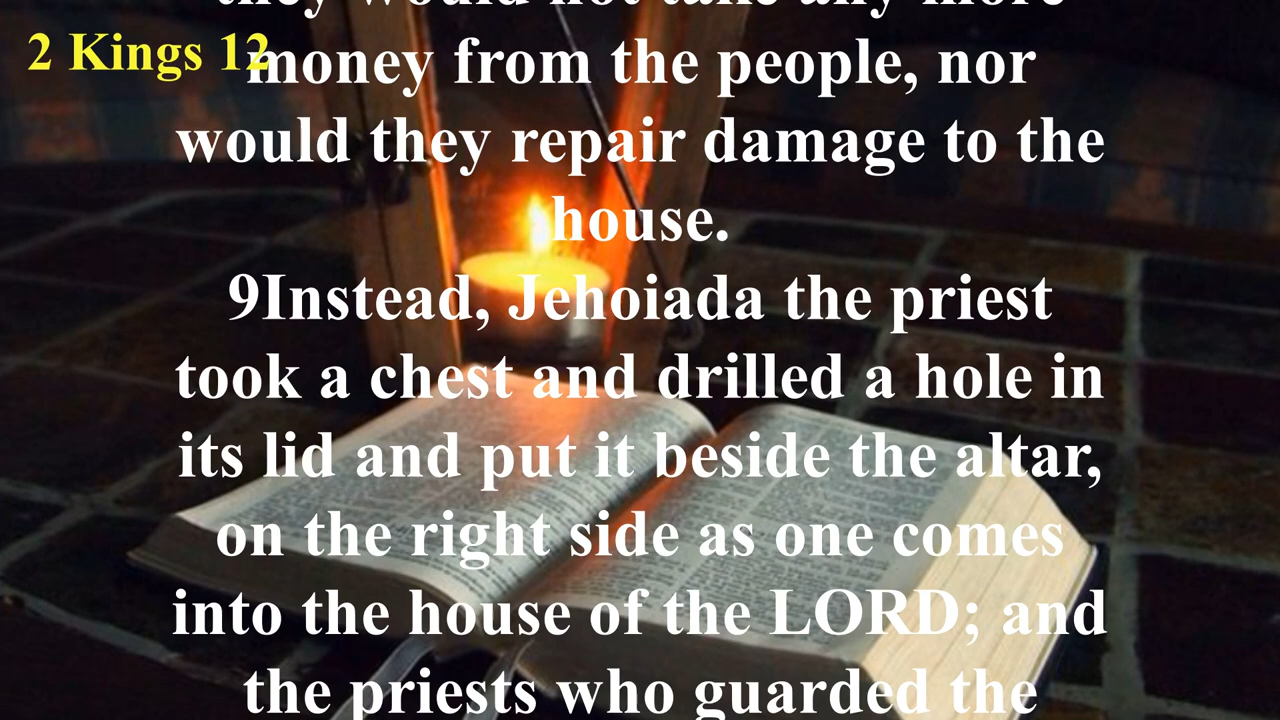 they would not take any more
2 Kings 12
money from the people, nor
would they repair damage to the
house.
9Instead, Jehoiada the priest
took a chest and drilled a hole in
its lid and put it beside the altar,
on the right side as one comes
into the house of the LORD; and
the priests who guarded the